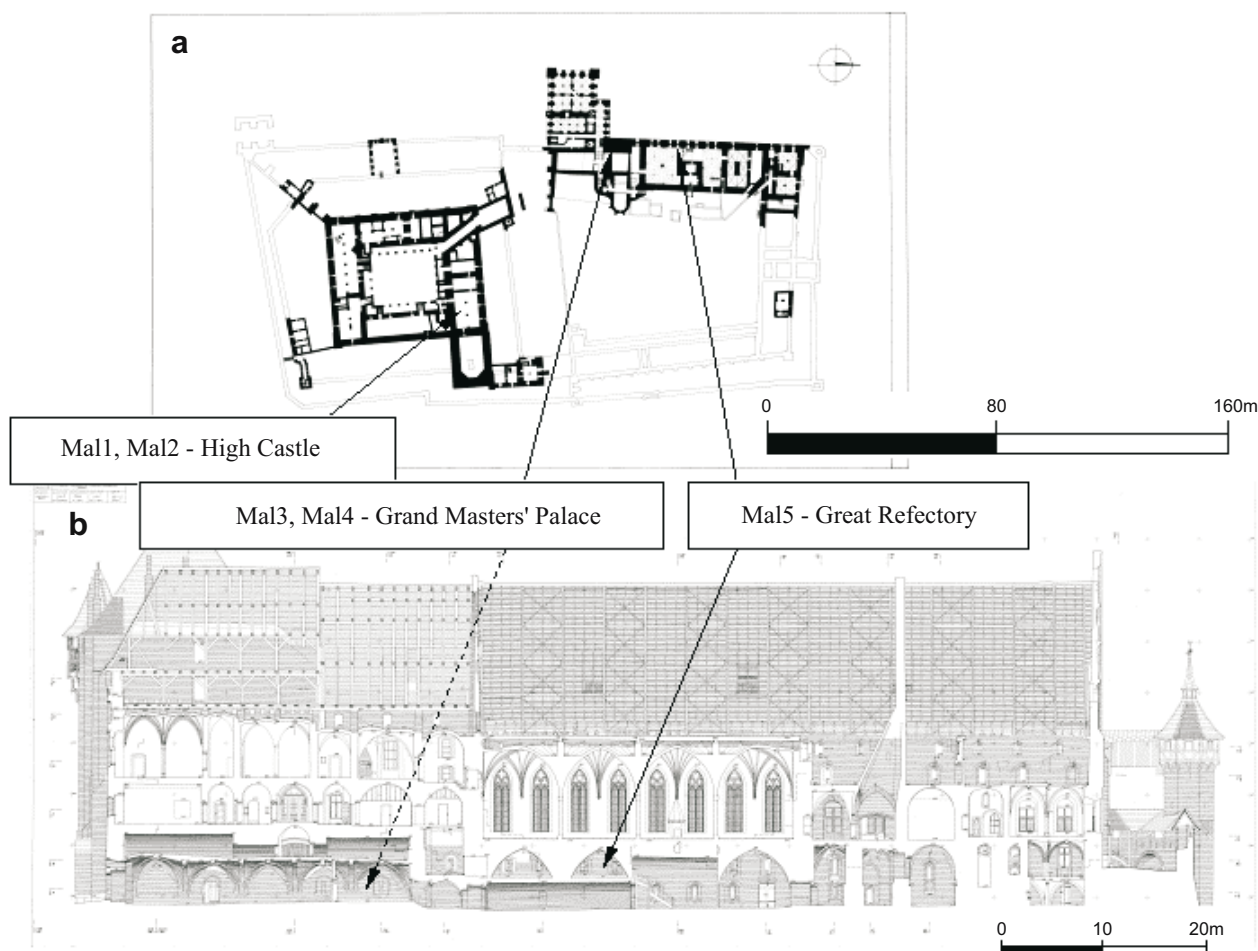 a
0 80 160m
Mal1, Mal2 - High Castle
Mal3, Mal4 - Grand Masters' Palace
Mal5 - Great Refectory
b
0 10 20m